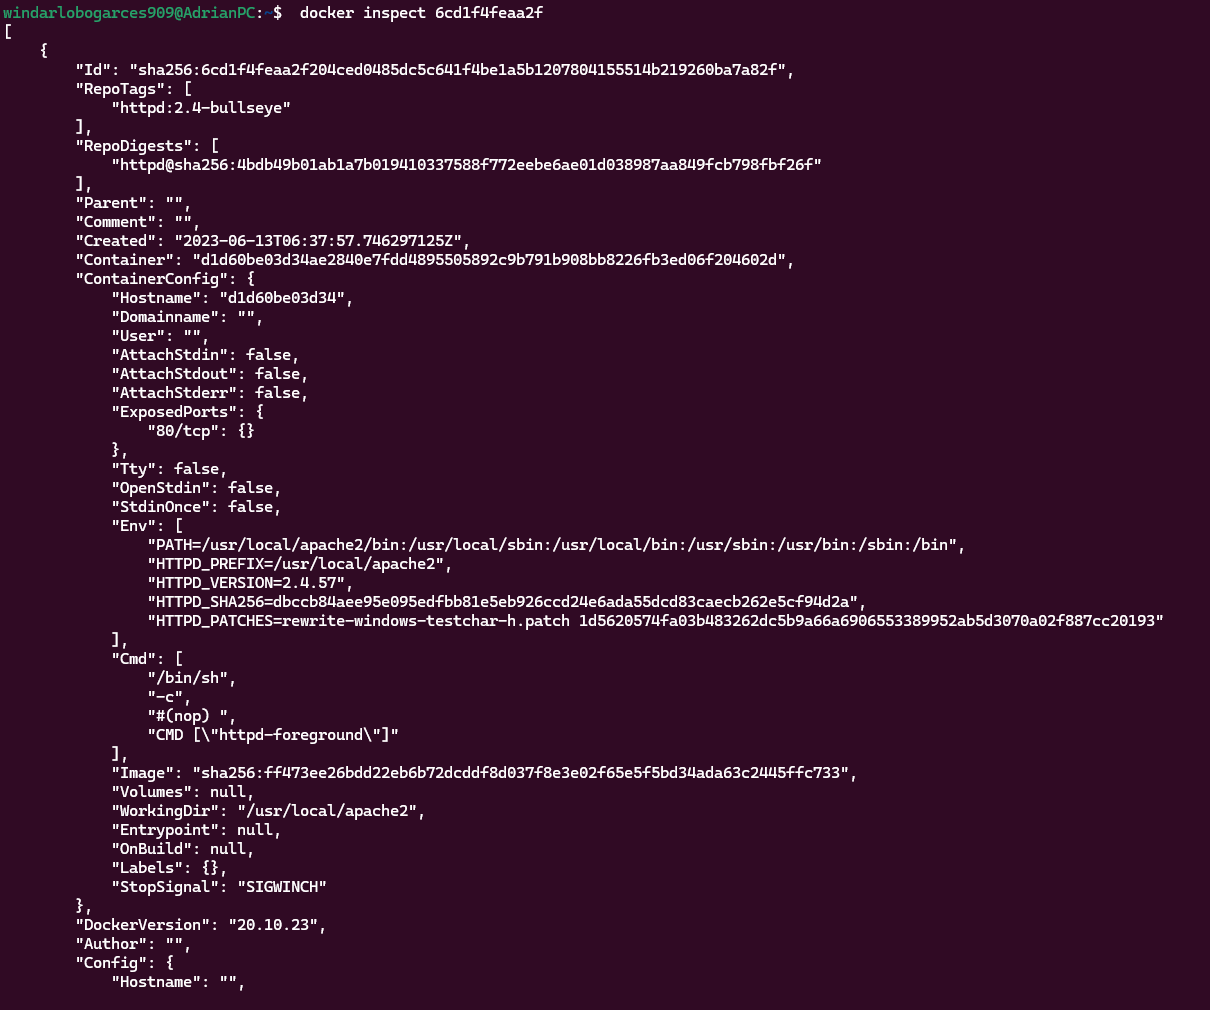 windarlobogarces909@AdrianPC:~$  docker inspect 6cd1f4feaa2f
[
    {
        "Id": "sha256:6cd1f4feaa2f204ced0485dc5c641f4be1a5b1207804155514b219260ba7a82f",
        "RepoTags": [
            "httpd:2.4-bullseye"
        ],
        "RepoDigests": [
            "httpd@sha256:4bdb49b01ab1a7b019410337588f772eebe6ae01d038987aa849fcb798fbf26f"
        ],
        "Parent": "",
        "Comment": "",
        "Created": "2023-06-13T06:37:57.746297125Z",
        "Container": "d1d60be03d34ae2840e7fdd4895505892c9b791b908bb8226fb3ed06f204602d",
        "ContainerConfig": {
            "Hostname": "d1d60be03d34",
            "Domainname": "",
            "User": "",
            "AttachStdin": false,
            "AttachStdout": false,
            "AttachStderr": false,
            "ExposedPorts": {
                "80/tcp": {}
            },
            "Tty": false,
            "OpenStdin": false,
            "StdinOnce": false,
            "Env": [
                "PATH=/usr/local/apache2/bin:/usr/local/sbin:/usr/local/bin:/usr/sbin:/usr/bin:/sbin:/bin",
                "HTTPD_PREFIX=/usr/local/apache2",
                "HTTPD_VERSION=2.4.57",
                "HTTPD_SHA256=dbccb84aee95e095edfbb81e5eb926ccd24e6ada55dcd83caecb262e5cf94d2a",
                "HTTPD_PATCHES=rewrite-windows-testchar-h.patch 1d5620574fa03b483262dc5b9a66a6906553389952ab5d3070a02f887cc20193"
            ],
            "Cmd": [
                "/bin/sh",
                "-c",
                "#(nop) ",
                "CMD [\"httpd-foreground\"]"
            ],
            "Image": "sha256:ff473ee26bdd22eb6b72dcddf8d037f8e3e02f65e5f5bd34ada63c2445ffc733",
            "Volumes": null,
            "WorkingDir": "/usr/local/apache2",
            "Entrypoint": null,
            "OnBuild": null,
            "Labels": {},
            "StopSignal": "SIGWINCH"
        },
        "DockerVersion": "20.10.23",
        "Author": "",
        "Config": {
            "Hostname": "",